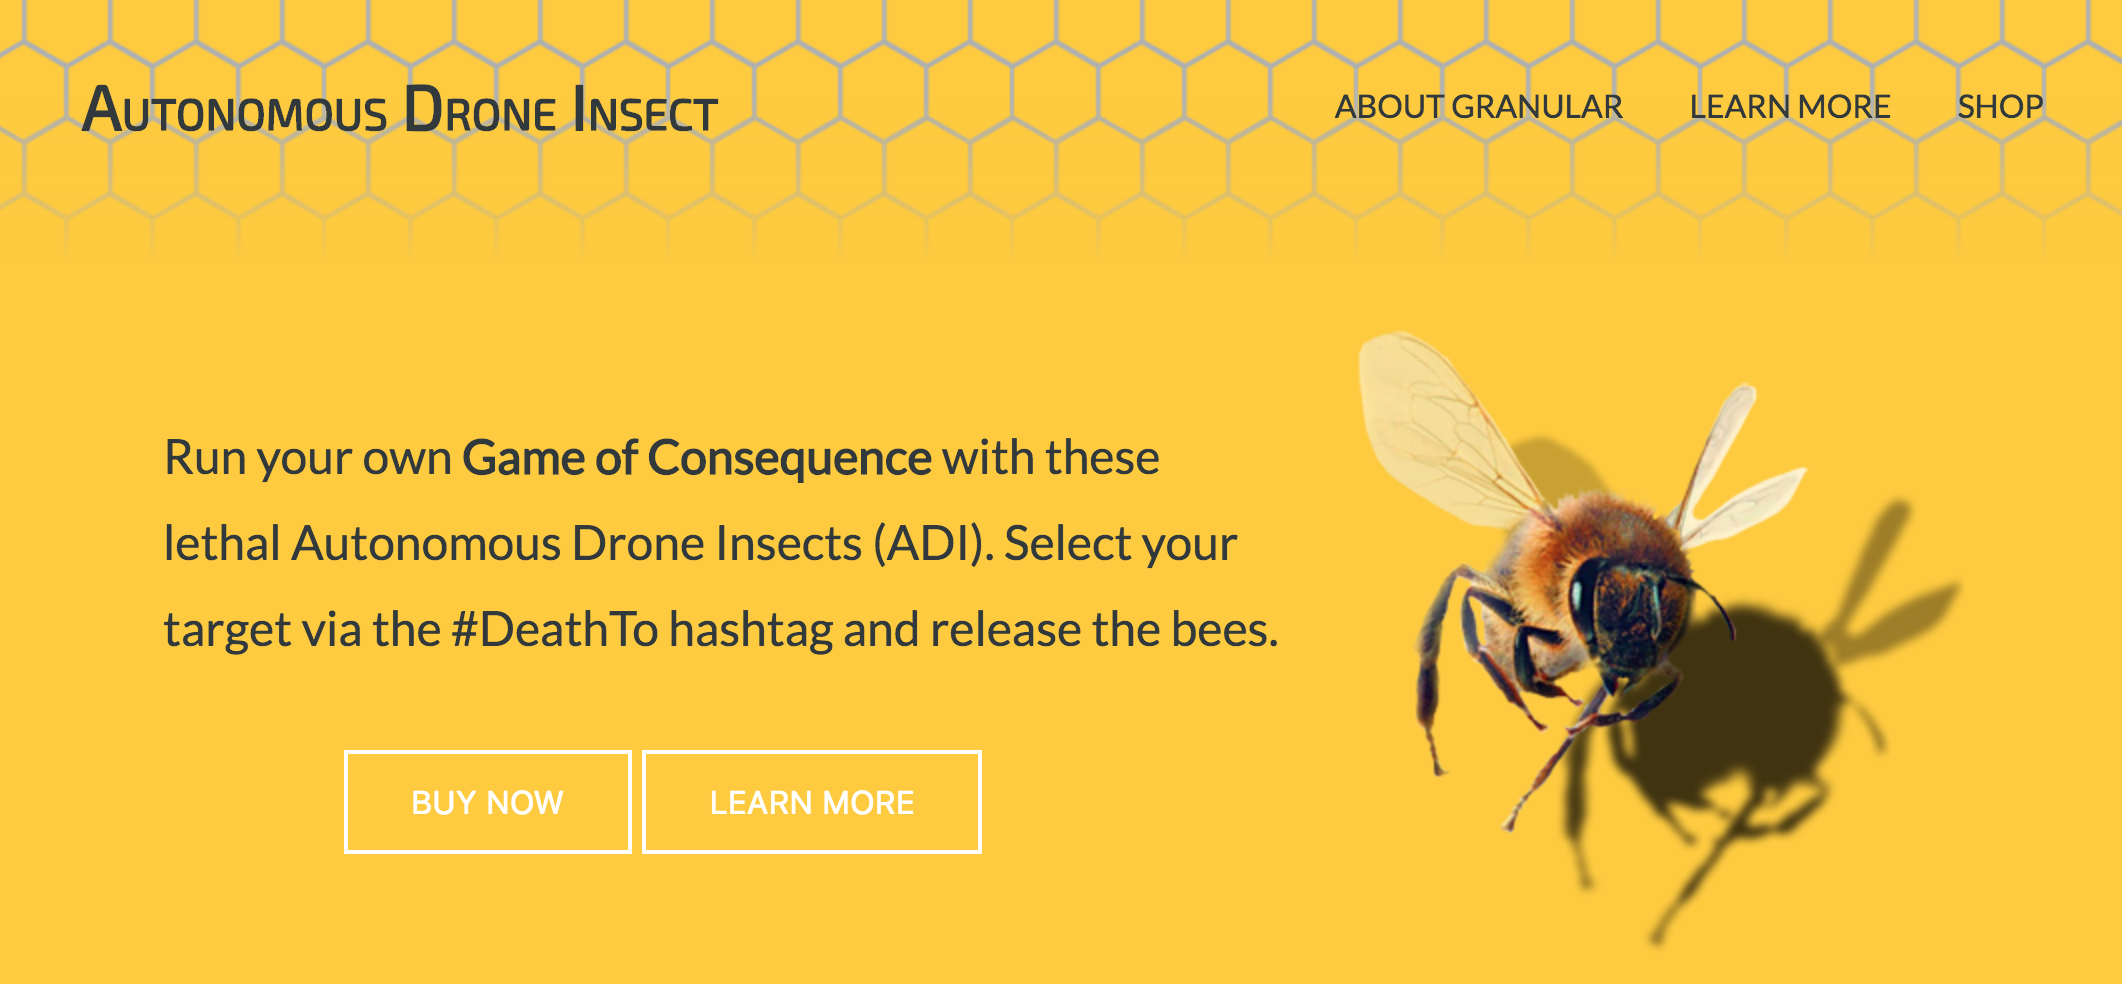 Autonomous Drone Insect
ABOUT GRANULAR
LEARN MORE
SHOP
Run your own Game of Consequence with these
lethal Autonomous Drone Insects (ADI). Select your
target via the #DeathTo hashtag and release the bees.
BUY NOW
LEARN MORE